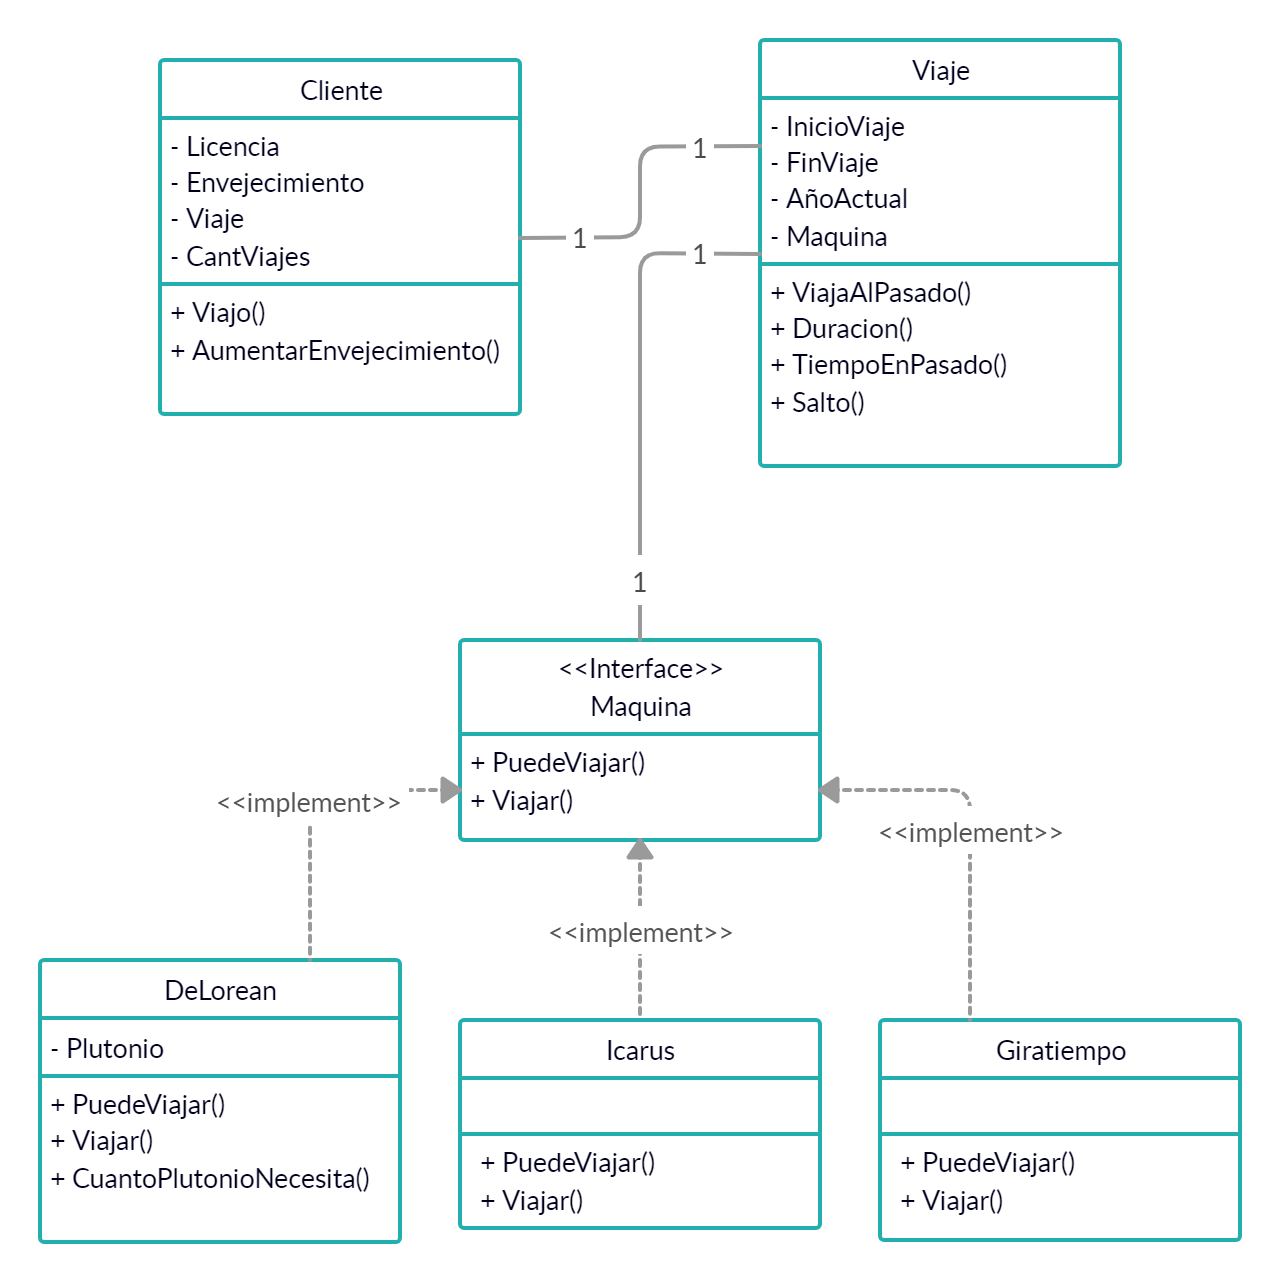 Cliente
- Licencia
- Envejecimiento
- Viaje
- CantViajes
+ Viajo()
+ AumentarEnvejecimiento()
Viaje
- InicioViaje
- FinViaje
- AñoActual
- Maquina
+ ViajaAlPasado()
+ Duracion()
+ TiempoEnPasado()
+ Salto()
1
1
1
1
<<Interface>>
Maquina
+ PuedeViajar()
+ Viajar()
<<implement>>
<<implement>>
<<implement>>
DeLorean
- Plutonio
+ PuedeViajar()
+ Viajar()
+ CuantoPlutonioNecesita()
Icarus
+ PuedeViajar()
+ Viajar()
Giratiempo
+ PuedeViajar()
+ Viajar()